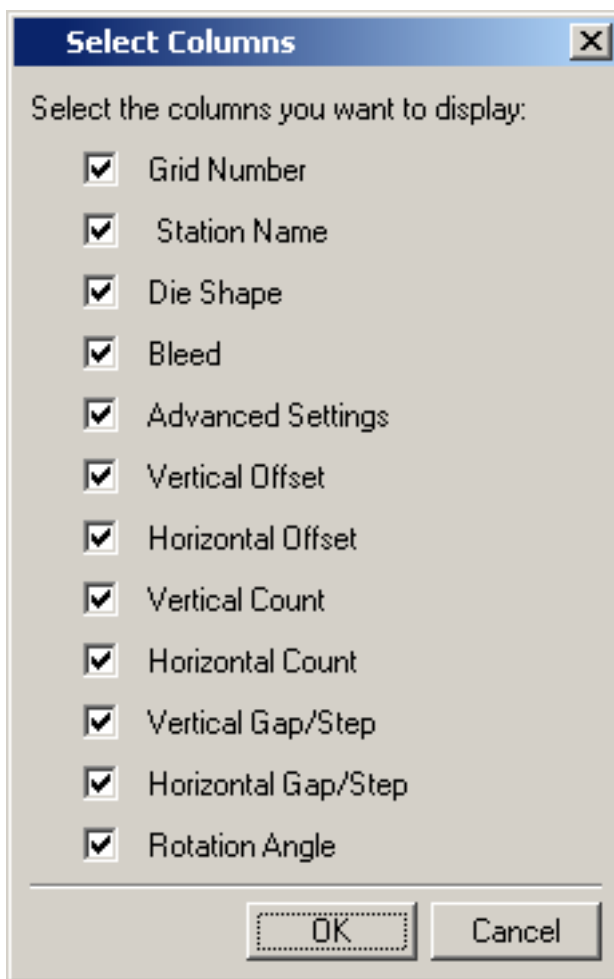 Select Columns
Select the columns you want to display:
Grid Number
Station Name
Die Shape
Bleed
Advanced Settings
Vertical Offset
Horizontal Offset
Vertical Count
Horizontal Count
Vertical Gap/Step
Horizontal Gap/Step
Rotation Angle
OK Cancel